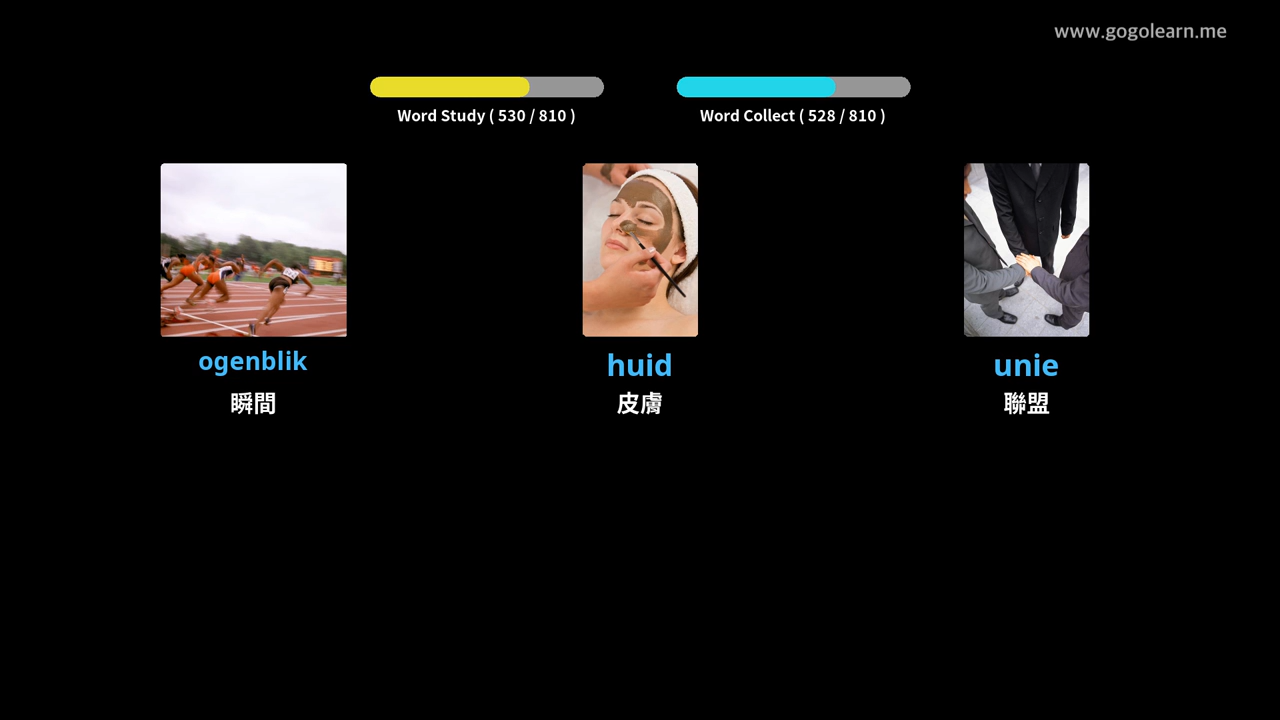 www.gogolearn.me
Word Study ( 530 / 810 )
Word Collect ( 528 / 810 )
ogenblik
huid
unie
瞬間
皮膚
聯盟